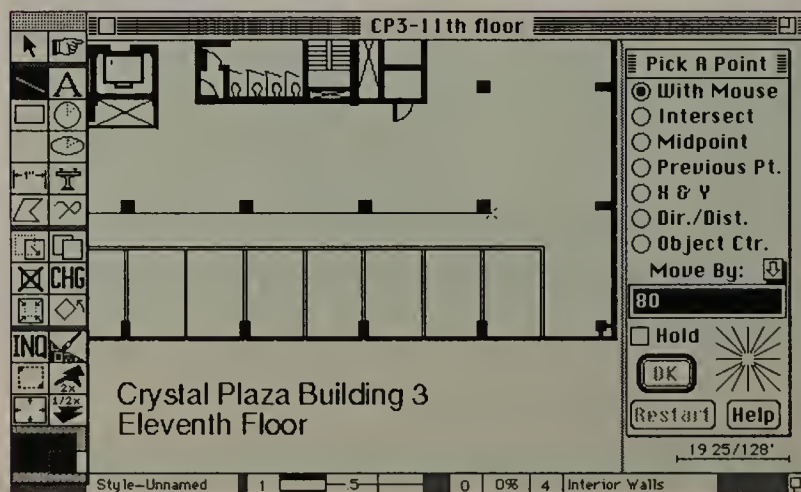 CP3-11th floor
A
1"
CHG
INQ
2x
1/2x
Pick A Point
With Mouse
Intersect
Midpoint
Previous Pt.
X & Y
Dir./Dist.
Object Ctr.
Move By:
80
Hold
OK
Restart
Help
19.25/128'
Crystal Plaza Building 3
Eleventh Floor
Style-Unnamed 1 .5 0 0% 4 Interior Walls